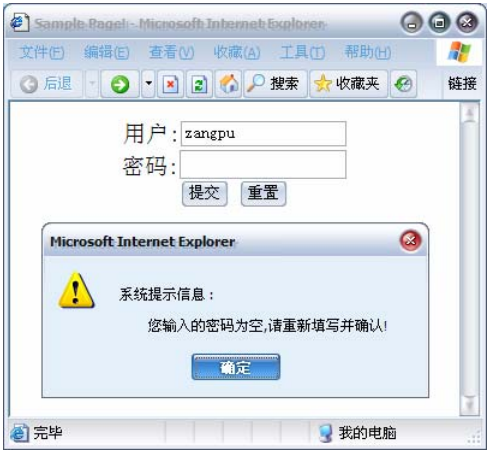 Sample Page!- Microsoft Internet Explorer
文件(F) 编辑(E) 查看(V) 收藏(A) 工具(T) 帮助(H)
后退 搜索 收藏夹 链接
用户:zangpu
密码:
提交 重置
Microsoft Internet Explorer
系统提示信息:
您输入的密码为空,请重新填写并确认!
确定
完毕 我的电脑